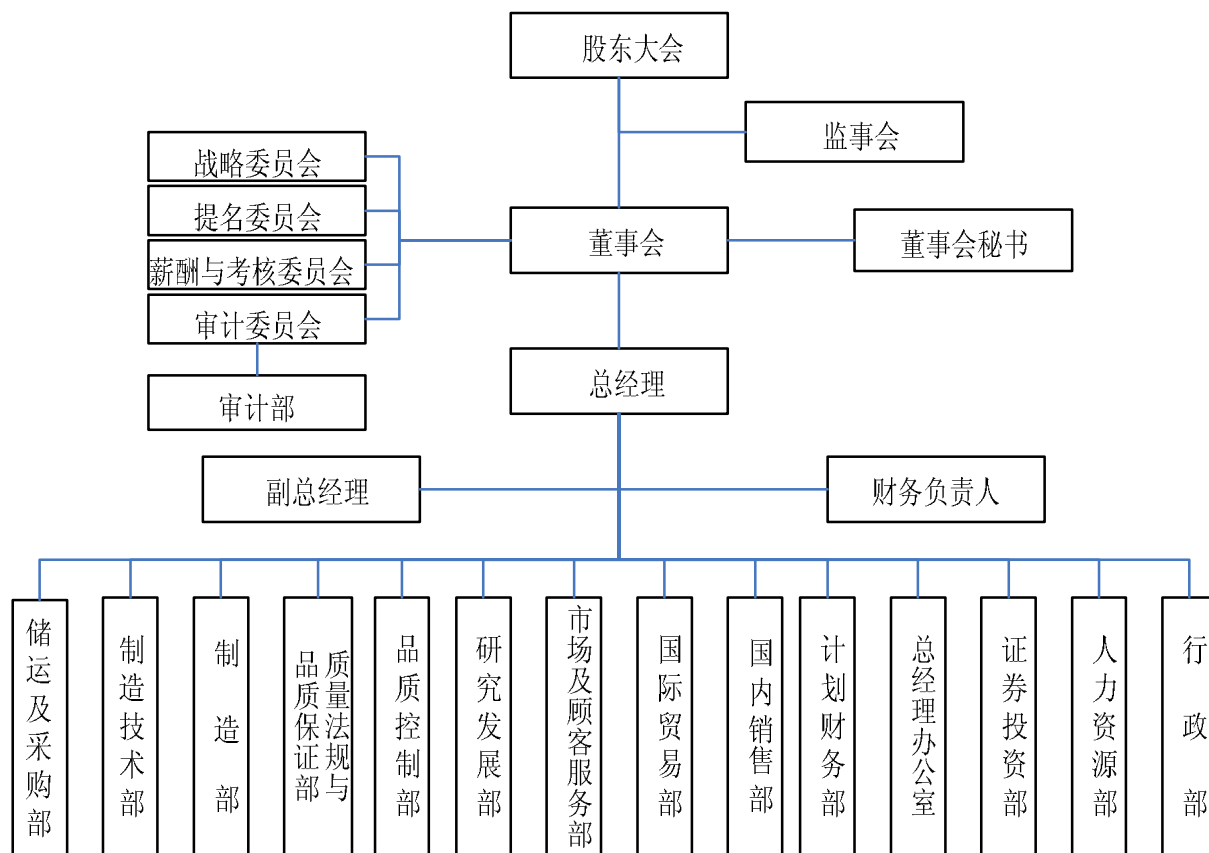 股东大会
监事会
战略委员会
提名委员会
薪酬与考核委员会
审计委员会
董事会
董事会秘书
审计部
总经理
副总经理
财务负责人
储运及采购部
制造技术部
制造部
质量法规与
品质保证部
品质控制部
研究发展部
市场及顾客服务部
国际贸易部
国内销售部
计划财务部
总经理办公室
证券投资部
人力资源部
行政部